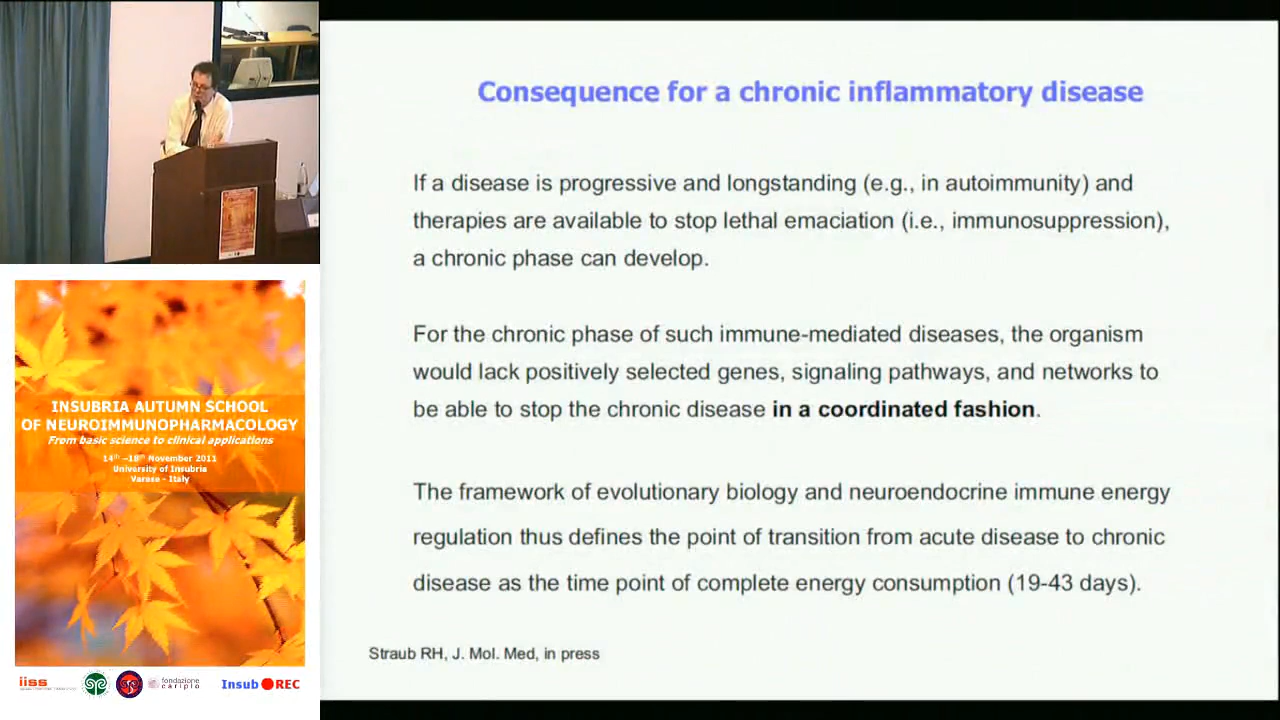 Consequence for a chronic inflammatory disease
If a disease is progressive and longstanding (e.g., in autoimmunity) and
therapies are available to stop lethal emaciation (i.e., immunosuppression),
a chronic phase can develop.
For the chronic phase of such immune-mediated diseases, the organism
would lack positively selected genes, signaling pathways, and networks to
be able to stop the chronic disease in a coordinated fashion.
The framework of evolutionary biology and neuroendocrine immune energy
regulation thus defines the point of transition from acute disease to chronic
disease as the time point of complete energy consumption (19-43 days).
Straub RH, J. Mol. Med, in press
INSUBRIA AUTUMN SCHOOL
OF NEUROIMMUNOPHARMACOLOGY
From basic science to clinical applications
14th -18th November 2011
University of Insubria
Varese - Italy
iiss
fondazione
cariplo
Insub REC